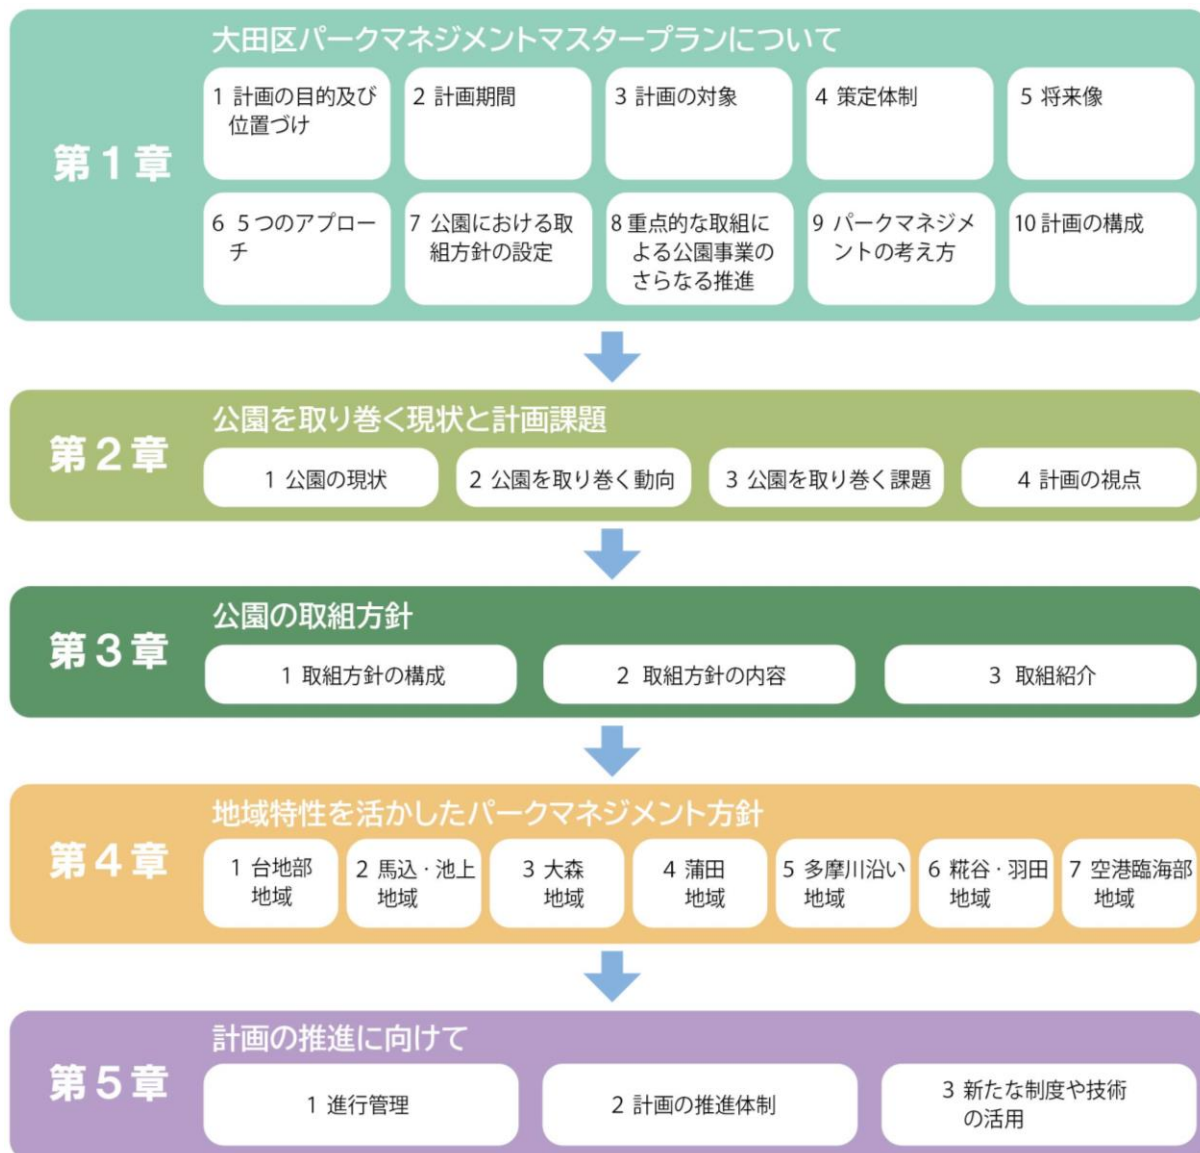 第1章
大田区パークマネジメントマスタープランについて
1 計画の目的及び
位置づけ
2 計画期間
3 計画の対象
4 策定体制
5 将来像
6 5つのアプロー
チ
7 公園における取
組方針の設定
8 重点的な取組に
よる公園事業の
さらなる推進
9 パークマネジメ
ントの考え方
10 計画の構成
第2章
公園を取り巻く現状と計画課題
1 公園の現状
2 公園を取り巻く動向
3 公園を取り巻く課題
4 計画の視点
第3章
公園の取組方針
1 取組方針の構成
2 取組方針の内容
3 取組紹介
第4章
地域特性を活かしたパークマネジメント方針
1 台地部
地域
2 馬込・池上
地域
3 大森
地域
4 蒲田
地域
5 多摩川沿い
地域
6 糀谷・羽田
地域
7 空港臨海部
地域
第5章
計画の推進に向けて
1 進行管理
2 計画の推進体制
3 新たな制度や技術
の活用